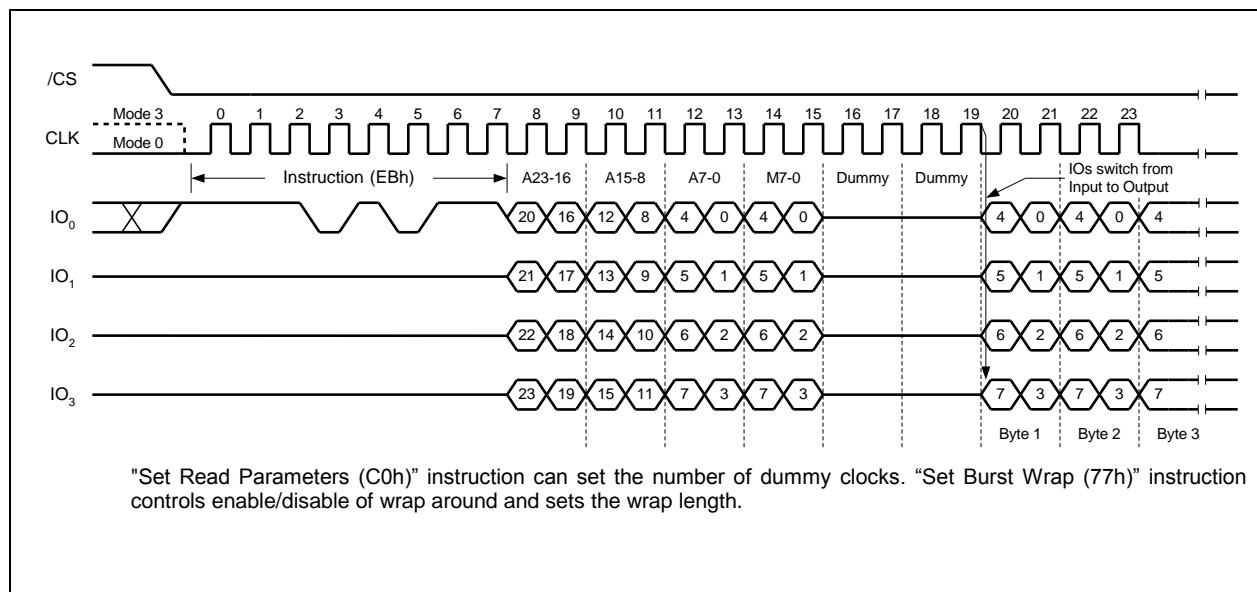 /CS
Mode 3 0 1 2 3 4 5 6 7 8 9 10 11 12 13 14 15 16 17 18 19 20 21 22 23
CLK
Mode 0
Instruction (EBh) A23-16 A15-8 A7-0 M7-0 Dummy Dummy
IOs switch from
Input to Output
IO0 20 16 12 8 4 0 4 0 4 0 4 0 4
IO1 21 17 13 9 5 1 5 1 5 1 5 1 5
IO2 22 18 14 10 6 2 6 2 6 2 6 2 6
IO3 23 19 15 11 7 3 7 3 7 3 7 3 7
Byte 1 Byte 2 Byte 3
"Set Read Parameters (C0h)” instruction can set the number of dummy clocks. “Set Burst Wrap (77h)” instruction
controls enable/disable of wrap around and sets the wrap length.